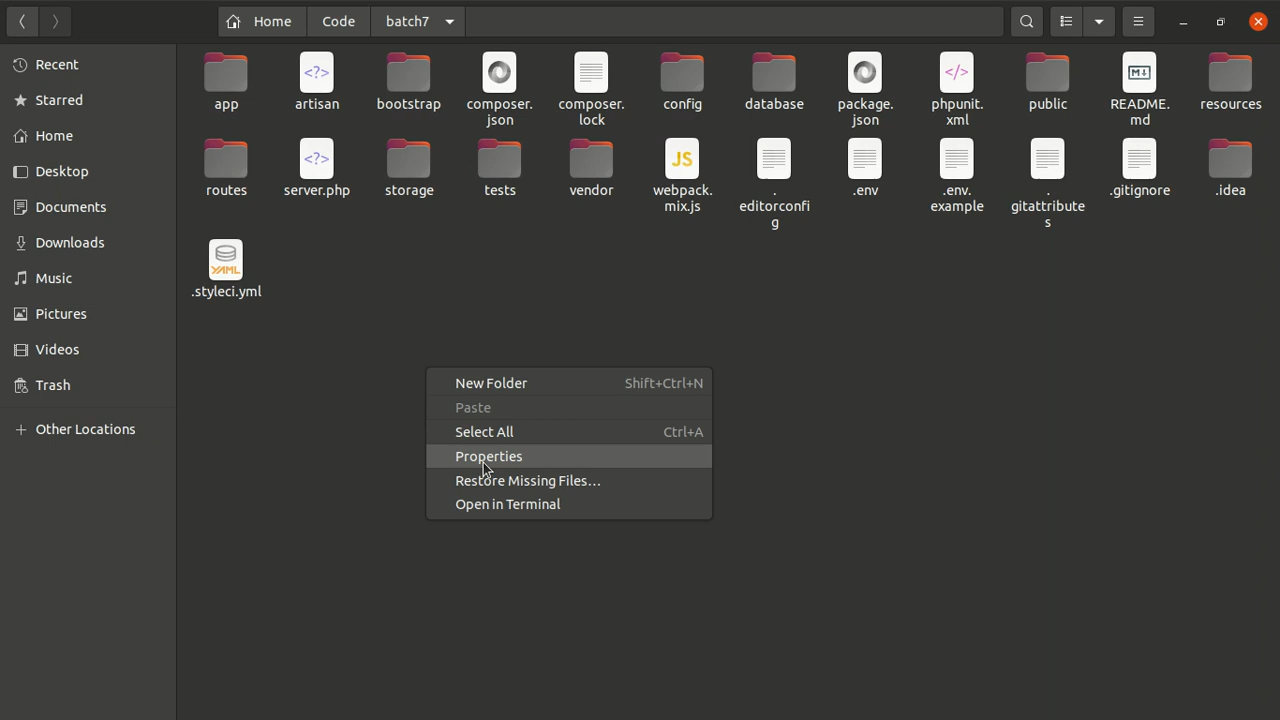 Home
Code
batch7
Recent
Starred
Home
Desktop
Documents
Downloads
Music
Pictures
Videos
Trash
Other Locations
app
<?>
artisan
bootstrap
composer.
json
composer.
lock
config
database
package.
json
</>
phpunit.
xml
public
M
README.
md
resources
routes
<?>
server.php
storage
tests
vendor
JS
webpack.
mix.js
.
editorconfi
g
.env
.env.
example
.
gitattribute
s
.gitignore
.idea
YAML
.styleci.yml
New Folder Shift+Ctrl+N
Paste
Select All Ctrl+A
Properties
Restore Missing Files…
Open in Terminal